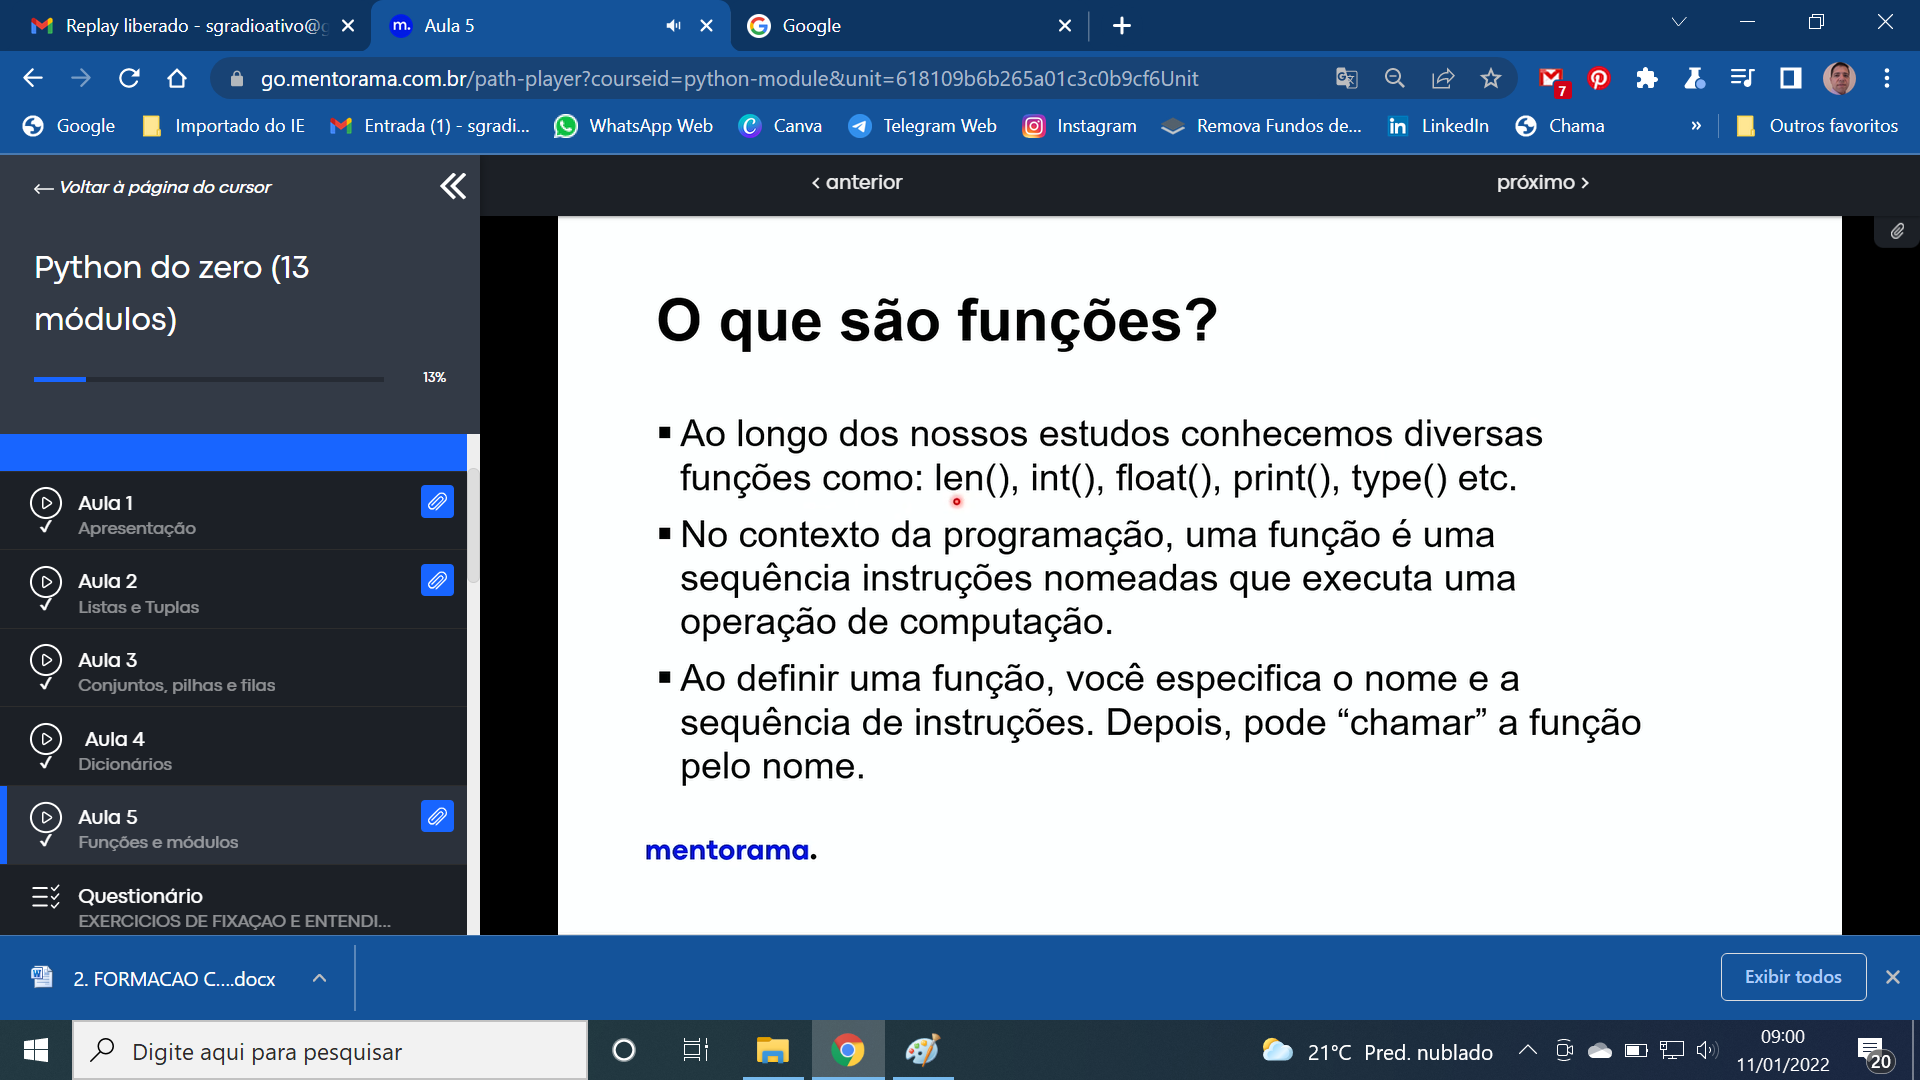 Replay liberado - sgradioativo@g
Aula 5
Google
go.mentorama.com.br/path-player?courseid=python-module&unit=618109b6b265a01c3c0b9cf6Unit
7
Google
Importado do IE
Entrada (1) - sgradi...
WhatsApp Web
Canva
Telegram Web
Instagram
Remova Fundos de...
LinkedIn
Chama
»
Outros favoritos
← Voltar à página do cursor
‹ anterior
próximo ›
Python do zero (13
módulos)
13%
Aula 1
Apresentação
Aula 2
Listas e Tuplas
Aula 3
Conjuntos, pilhas e filas
Aula 4
Dicionários
Aula 5
Funções e módulos
Questionário
EXERCICIOS DE FIXAÇAO E ENTENDI...
O que são funções?
▪ Ao longo dos nossos estudos conhecemos diversas
funções como: len(), int(), float(), print(), type() etc.
▪ No contexto da programação, uma função é uma
sequência instruções nomeadas que executa uma
operação de computação.
▪ Ao definir uma função, você especifica o nome e a
sequência de instruções. Depois, pode “chamar” a função
pelo nome.
mentorama.
2. FORMACAO C....docx
Exibir todos
Digite aqui para pesquisar
21°C Pred. nublado
09:00
11/01/2022
20